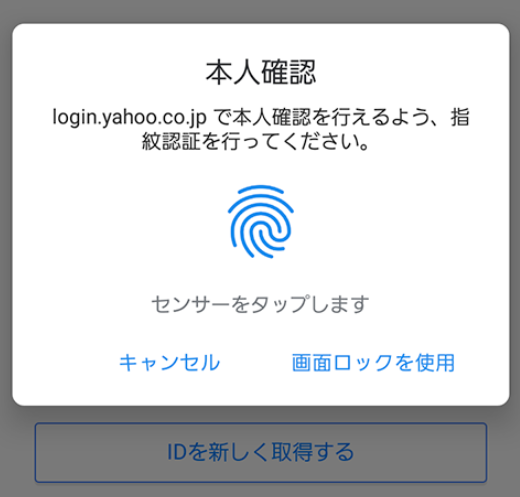 本人確認
login.yahoo.co.jp で本人確認を行えるよう、指
紋認証を行ってください。
センサーをタップします
キャンセル 画面ロックを使用
IDを新しく取得する